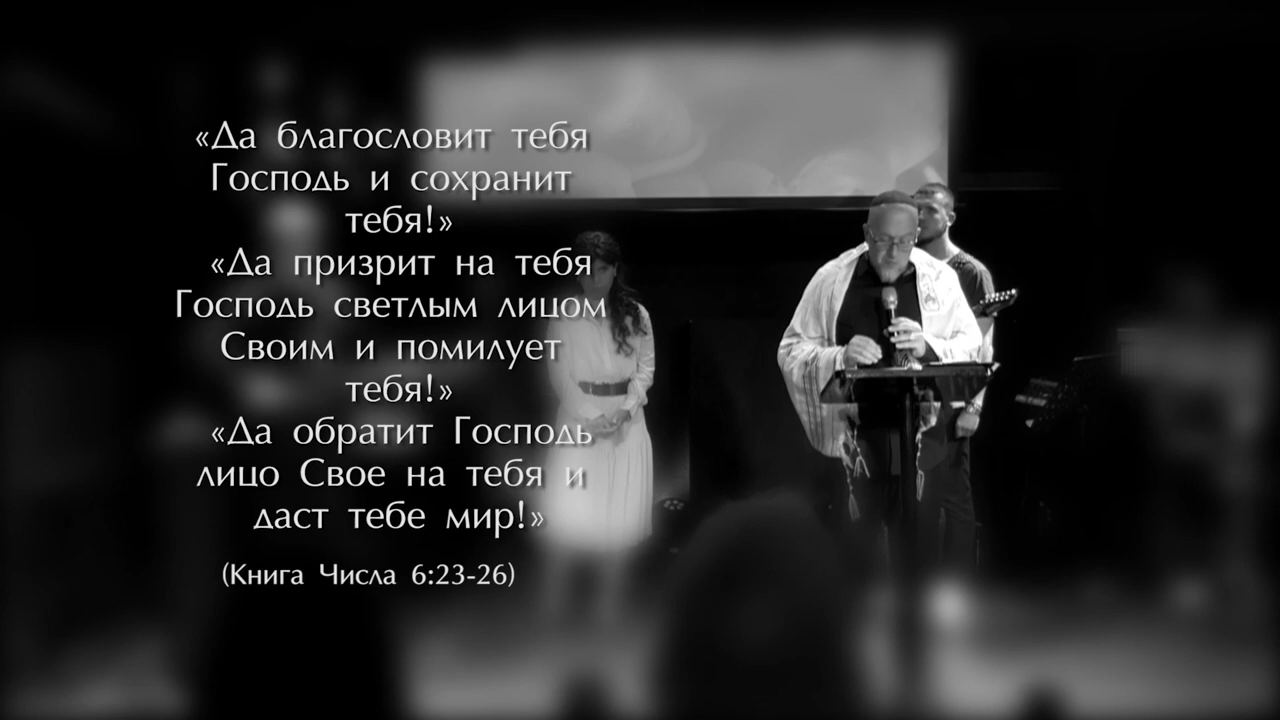 «Да благословит тебя
Господь и сохранит
тебя!»
«Да призрит на тебя
Господь светлым лицом
Своим и помилует
тебя!»
«Да обратит Господь
лицо Свое на тебя и
даст тебе мир!»
(Книга Числа 6:23-26)